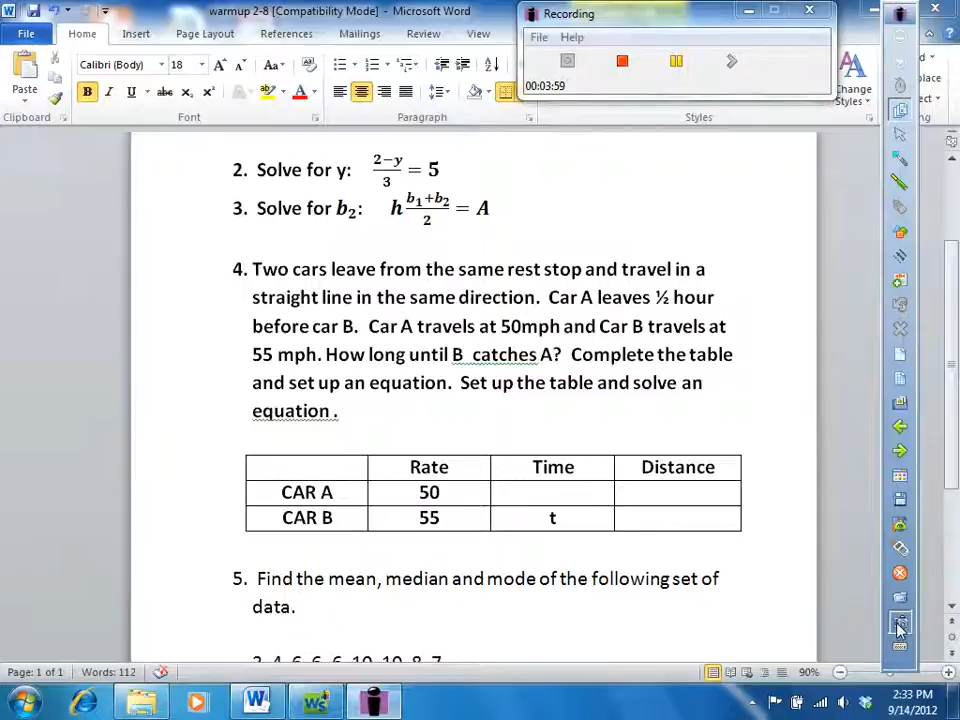 warmup 2-8 [Compatibility Mode] - Microsoft Word
Recording
File Home Insert Page Layout References Mailings Review View
File Help
00:03:59
Paste
Calibri (Body) 18
Change Styles
Clipboard Font Paragraph Styles
2. Solve for y: (2−y)/3 = 5
3. Solve for b₂: h (b₁+b₂)/2 = A
4. Two cars leave from the same rest stop and travel in a
straight line in the same direction. Car A leaves ½ hour
before car B. Car A travels at 50mph and Car B travels at
55 mph. How long until B catches A? Complete the table
and set up an equation. Set up the table and solve an
equation .
Rate Time Distance
CAR A 50
CAR B 55 t
5. Find the mean, median and mode of the following set of
data.
Page: 1 of 1 Words: 112 90%
2:33 PM
9/14/2012